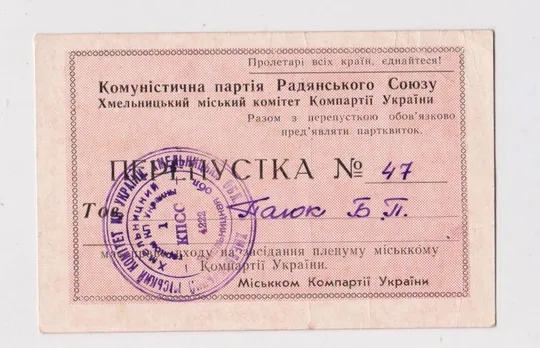 Пролетарі всіх країн, єднайтеся!
Комуністична партія Радянського Союзу
Хмельницький міський комітет Компартії України
Разом з перепусткою обов'язково
пред'являти партквиток.
ПЕРЕПУСТКА № 47
Тов. Палюк Б. П.
має право входу на засідання пленуму міськкому
Компартії України.
Міськком Компартії України
КПСС
4222
1